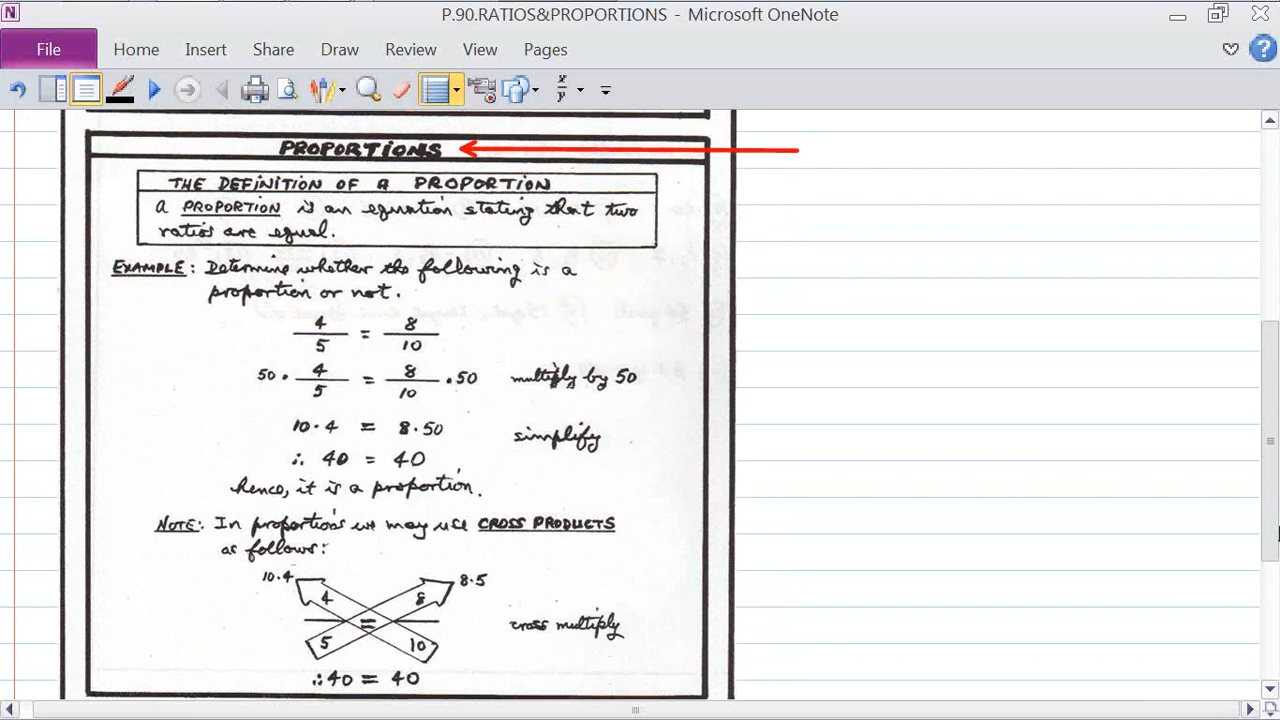 P.90.RATIOS&PROPORTIONS - Microsoft OneNote
File Home Insert Share Draw Review View Pages
PROPORTIONS
THE DEFINITION OF A PROPORTION
A PROPORTION is an equation stating that two
ratios are equal.
EXAMPLE: Determine whether the following is a
proportion or not.
4/5 = 8/10
50 · 4/5 = 8/10 · 50 multiply by 50
10·4 = 8·50 simplify
∴ 40 = 40
hence, it is a proportion.
NOTE: In proportions we may use CROSS PRODUCTS
as follows:
10·4 8·5
4 8
= cross multiply
5 10
∴ 40 = 40